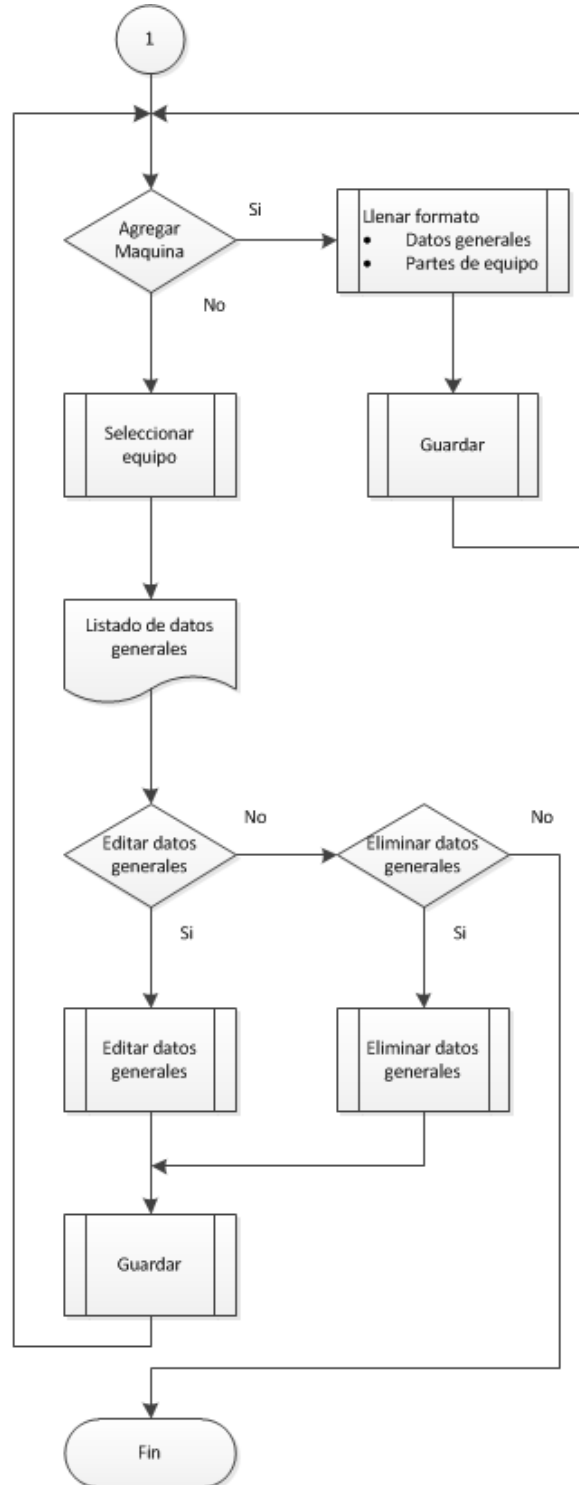 1
Agregar
Maquina
Si
Llenar formato
• Datos generales
• Partes de equipo
No
Seleccionar
equipo
Guardar
Listado de datos
generales
Editar datos
generales
No
Eliminar datos
generales
No
Si
Si
Editar datos
generales
Eliminar datos
generales
Guardar
Fin